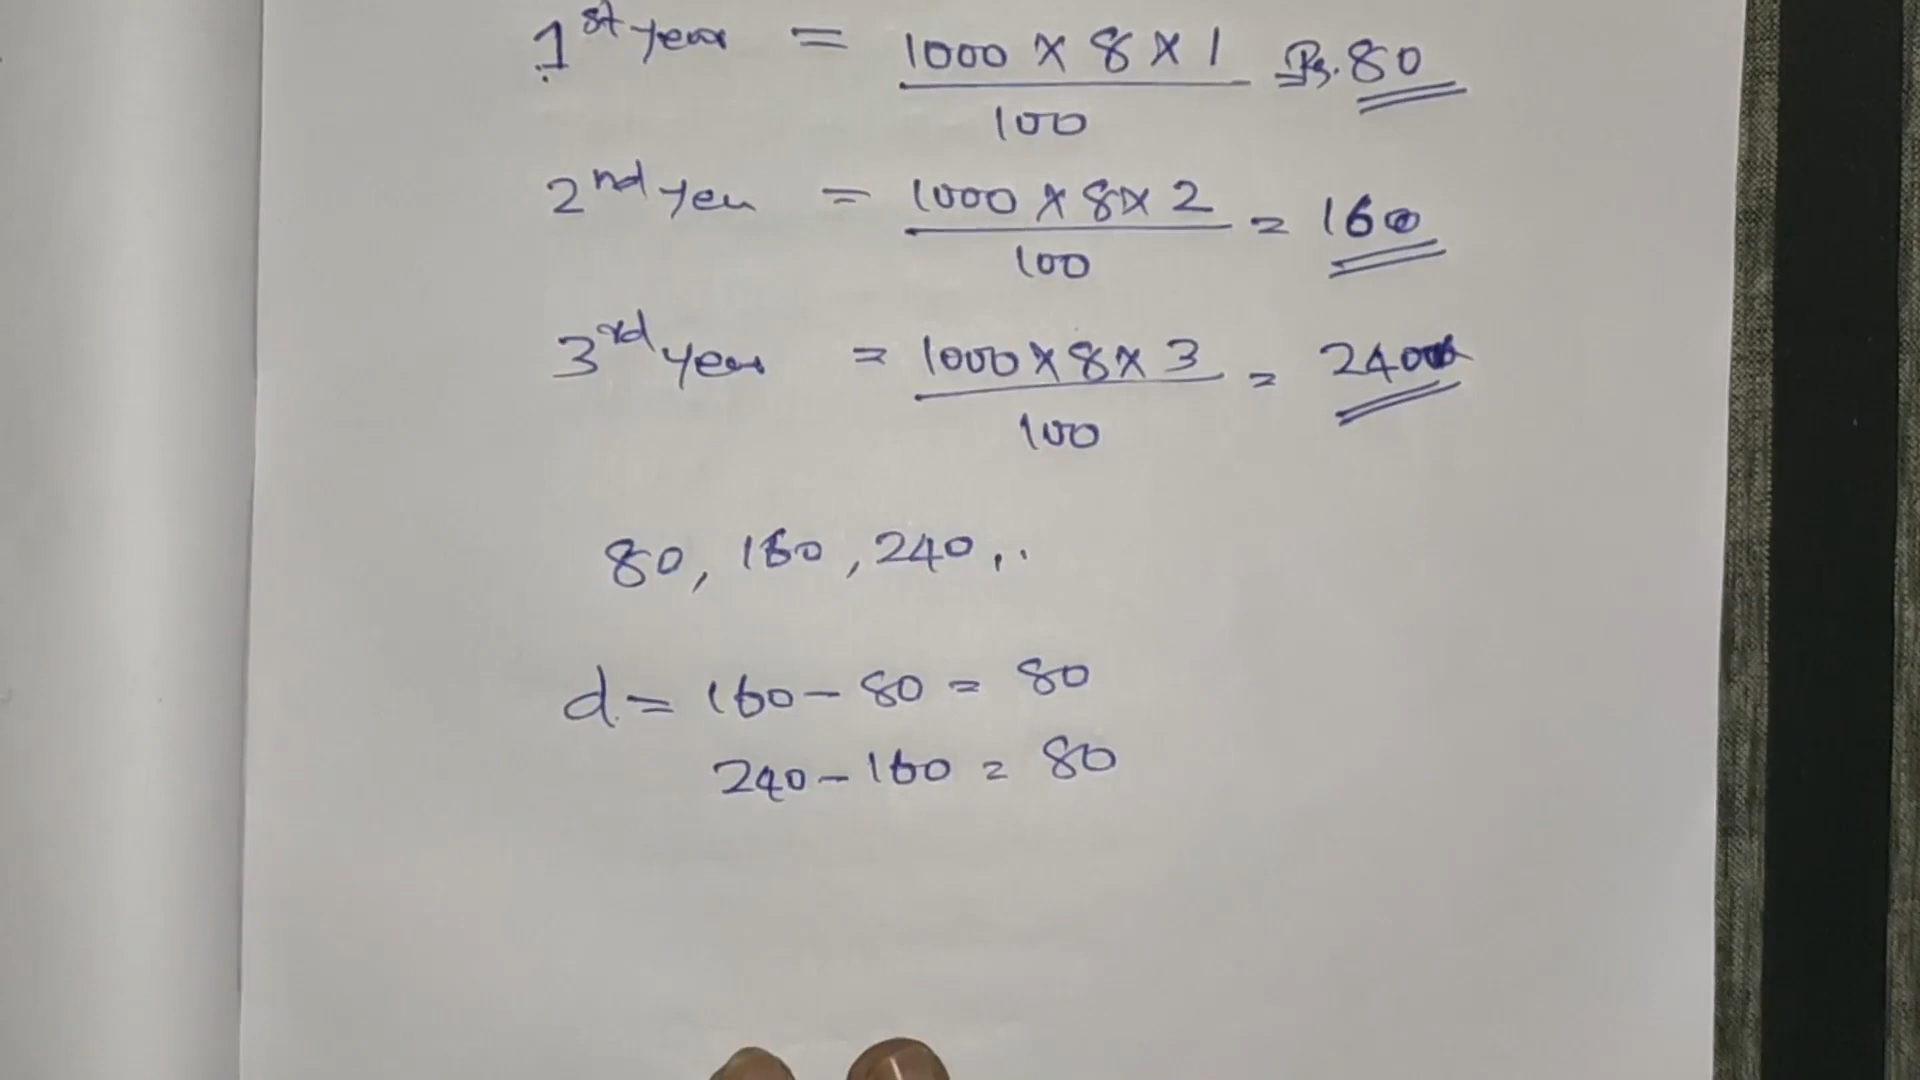 1st year = 1000 × 8 × 1 / 100 Rs. 80
2nd year = 1000 × 8 × 2 / 100 = 160
3rd year = 1000 × 8 × 3 / 100 = 240
80, 160, 240, ..
d = 160 - 80 = 80
240 - 160 = 80